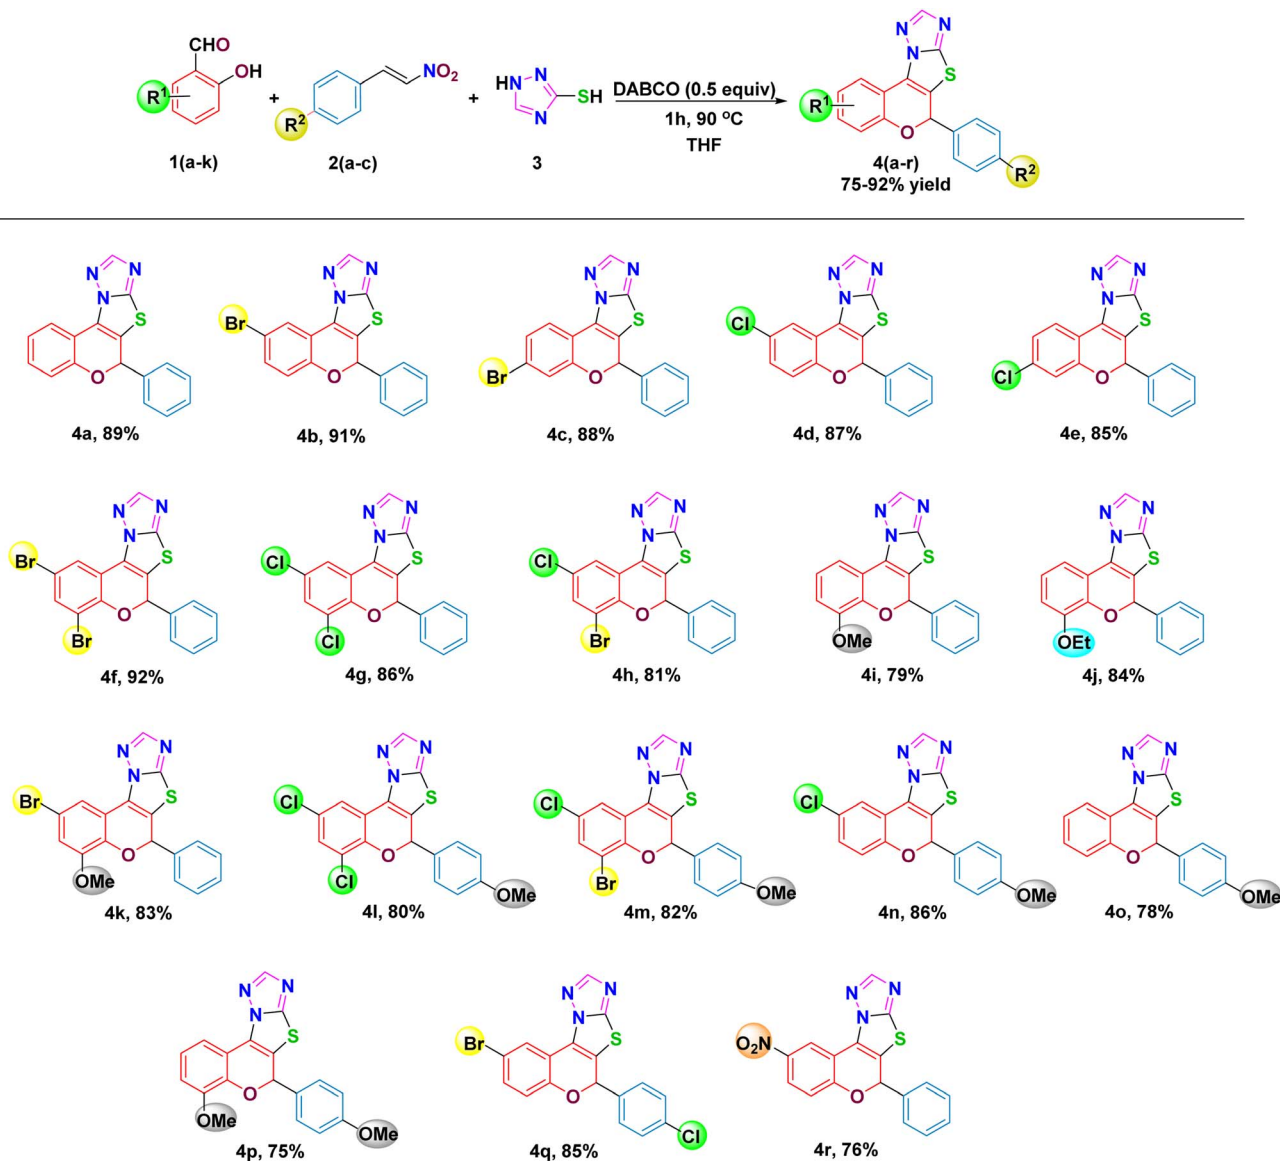 CHO
OH
R¹
+
NO₂
R²
+
HN
N
N
SH
DABCO (0.5 equiv)
1h, 90 ºC
THF
N
N
N
S
R¹
O
R²
1(a-k)
2(a-c)
3
4(a-r)
75-92% yield
N
N
N
S
O
4a, 89%
N
N
N
S
Br
O
4b, 91%
N
N
N
S
Br
O
4c, 88%
N
N
N
S
Cl
O
4d, 87%
N
N
N
S
Cl
O
4e, 85%
N
N
N
S
Br
O
Br
4f, 92%
N
N
N
S
Cl
O
Cl
4g, 86%
N
N
N
S
Cl
O
Br
4h, 81%
N
N
N
S
O
OMe
4i, 79%
N
N
N
S
O
OEt
4j, 84%
N
N
N
S
Br
O
OMe
4k, 83%
N
N
N
S
Cl
O
Cl
OMe
4l, 80%
N
N
N
S
Cl
O
Br
OMe
4m, 82%
N
N
N
S
Cl
O
OMe
4n, 86%
N
N
N
S
O
OMe
4o, 78%
N
N
N
S
O
OMe
OMe
4p, 75%
N
N
N
S
Br
O
Cl
4q, 85%
N
N
N
S
O₂N
O
4r, 76%